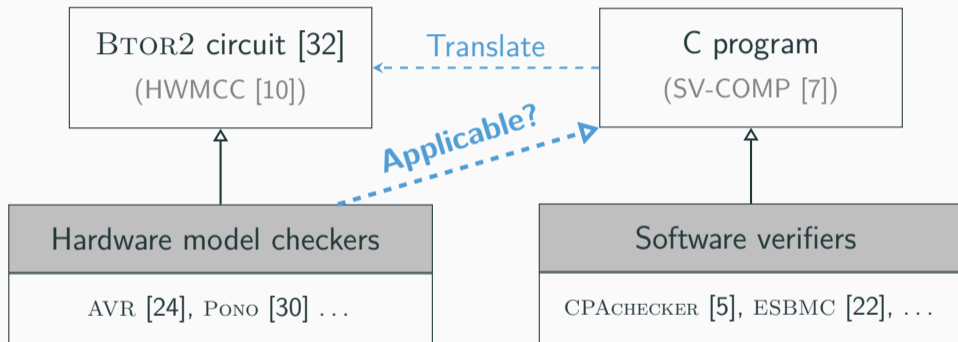 BTOR2 circuit [32]
(HWMCC [10])
Translate
C program
(SV-COMP [7])
Applicable?
Hardware model checkers
AVR [24], PONO [30] ...
Software verifiers
CPACHECKER [5], ESBMC [22], ...